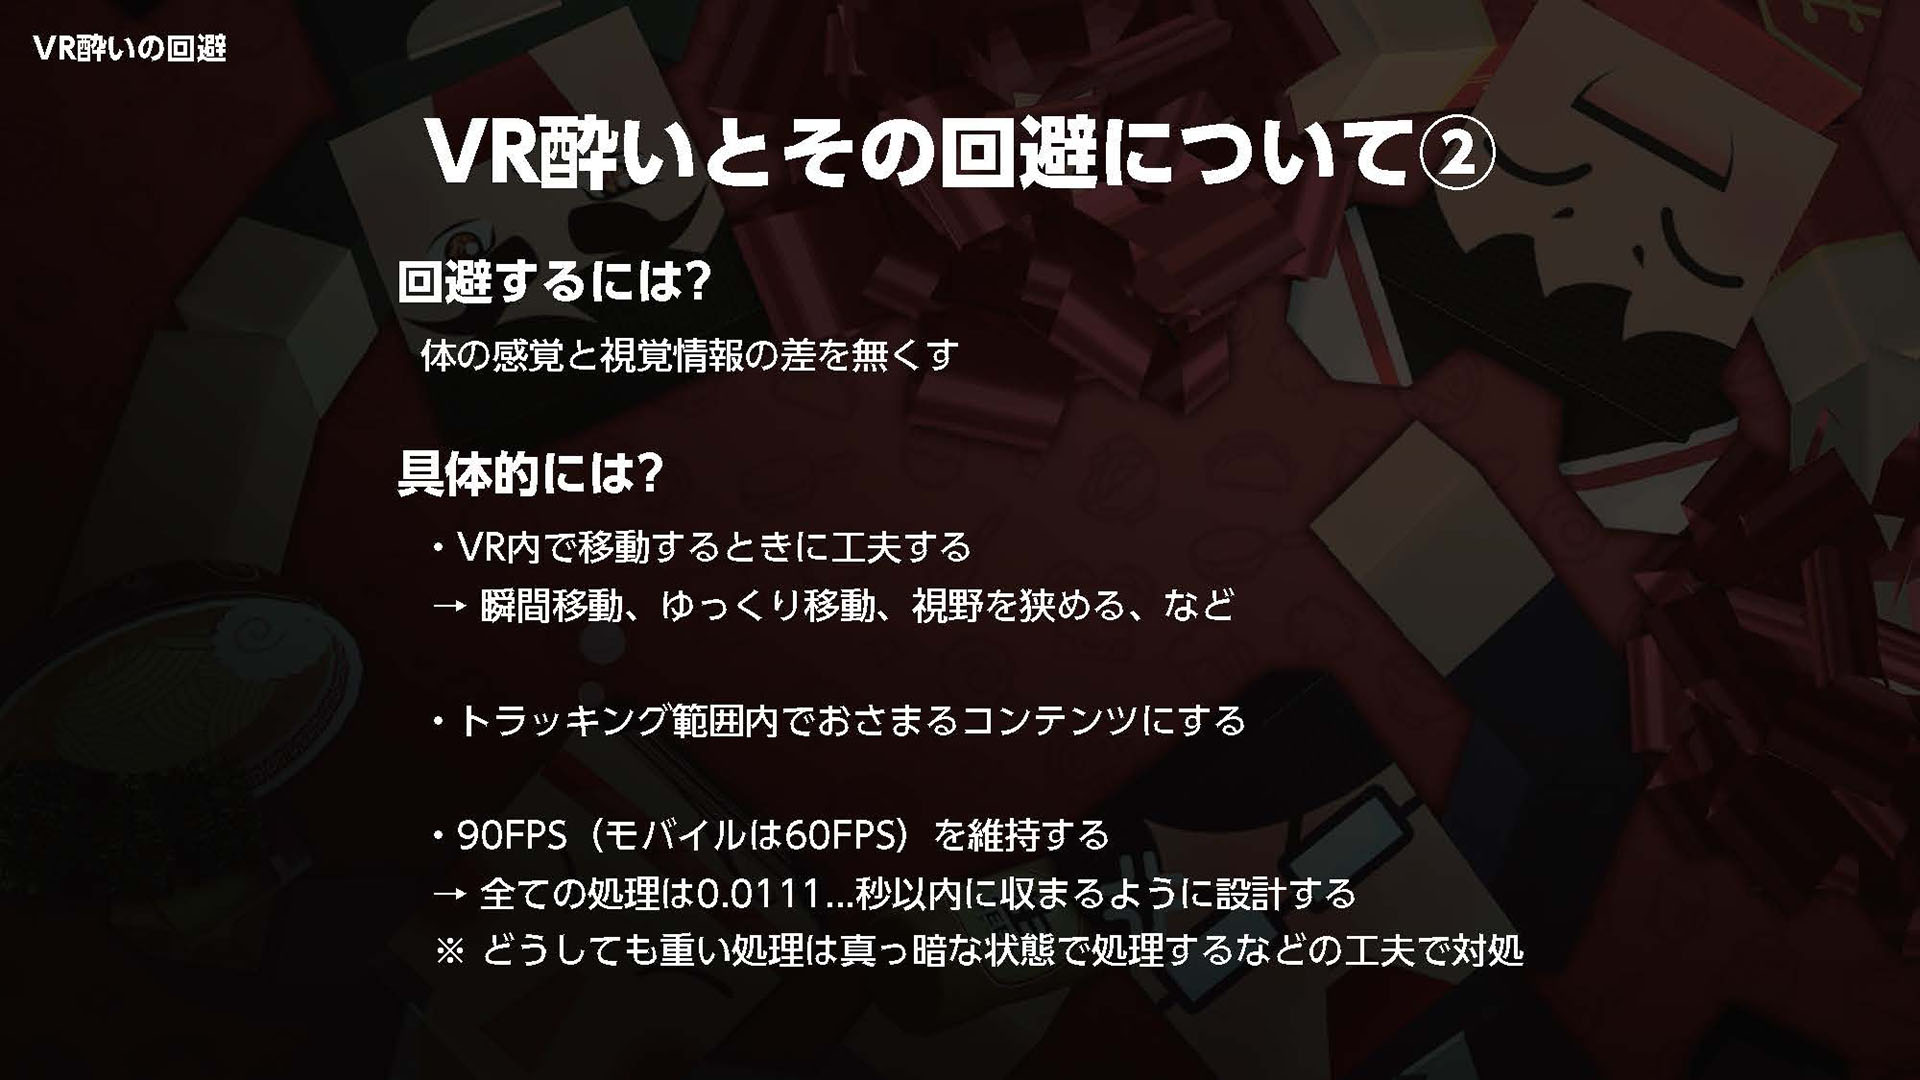 VR酔いの回避
VR酔いとその回避について②
回避するには?
体の感覚と視覚情報の差を無くす
具体的には?
・VR内で移動するときに工夫する
→ 瞬間移動、ゆっくり移動、視野を狭める、など
・トラッキング範囲内でおさまるコンテンツにする
・90FPS（モバイルは60FPS）を維持する
→ 全ての処理は0.0111...秒以内に収まるように設計する
※ どうしても重い処理は真っ暗な状態で処理するなどの工夫で対処